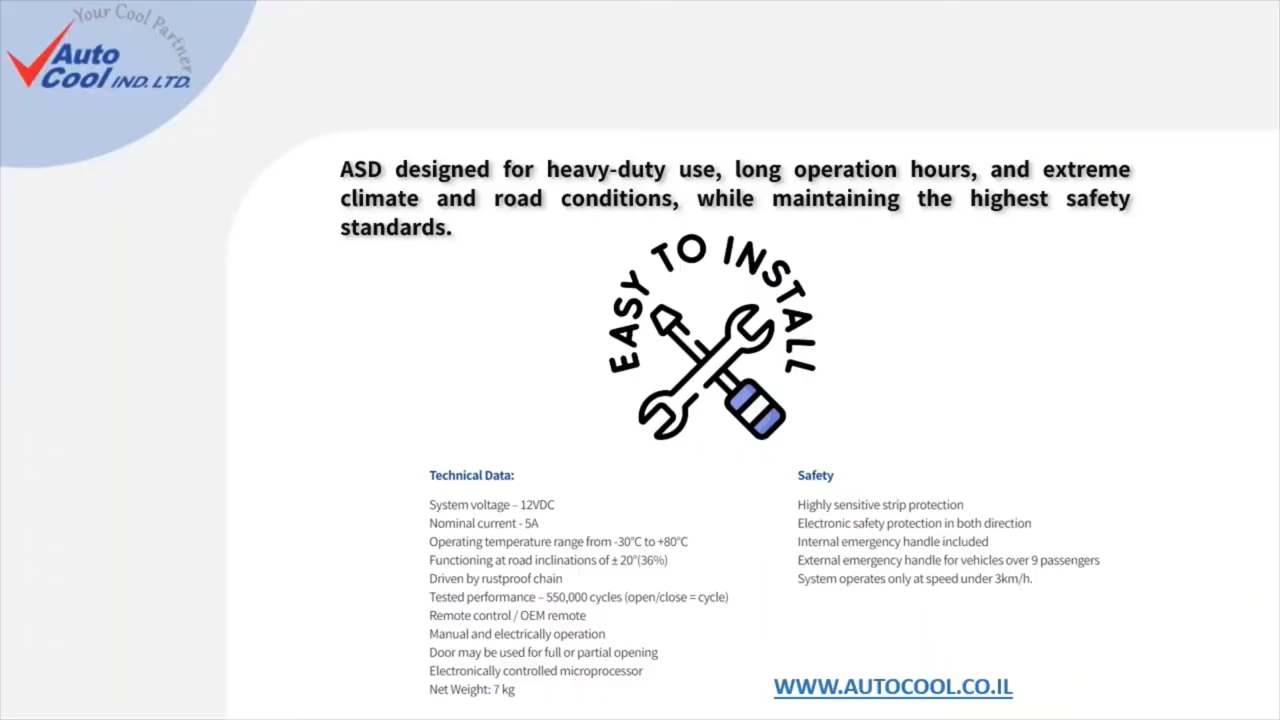 Your Cool Partner
Auto
Cool IND. LTD.
ASD designed for heavy-duty use, long operation hours, and extreme
climate and road conditions, while maintaining the highest safety
standards.
EASY TO INSTALL
Technical Data:
System voltage – 12VDC
Nominal current - 5A
Operating temperature range from -30°C to +80°C
Functioning at road inclinations of ± 20°(36%)
Driven by rustproof chain
Tested performance – 550,000 cycles (open/close = cycle)
Remote control / OEM remote
Manual and electrically operation
Door may be used for full or partial opening
Electronically controlled microprocessor
Net Weight: 7 kg
Safety
Highly sensitive strip protection
Electronic safety protection in both direction
Internal emergency handle included
External emergency handle for vehicles over 9 passengers
System operates only at speed under 3km/h.
WWW.AUTOCOOL.CO.IL